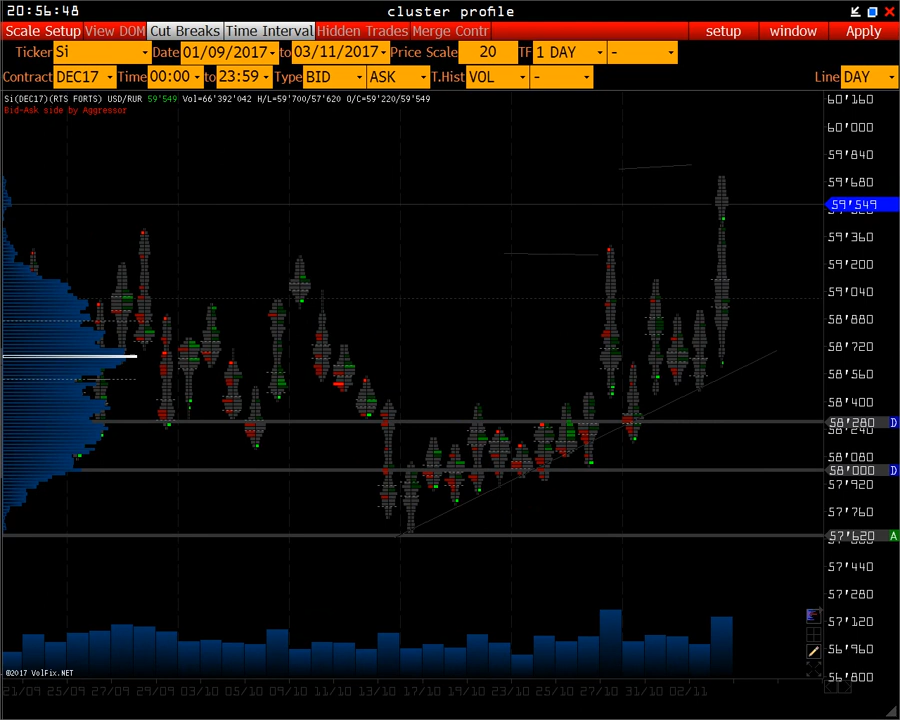 20:56:48 cluster profile
Scale Setup View DOM Cut Breaks Time Interval Hidden Trades Merge Contr setup window Apply
Ticker Si Date 01/09/2017 to 03/11/2017 Price Scale 20 TF 1 DAY -
Contract DEC17 Time 00:00 to 23:59 Type BID ASK T.Hist VOL - Line DAY
Si(DEC17)(RTS FORTS) USD/RUR 59'549 Vol=66'392'042 H/L=59'700/57'620 O/C=59'220/59'549
Bid-Ask side by Aggressor
60'160
60'000
59'840
59'680
59'549
59'360
59'200
59'040
58'880
58'720
58'560
58'400
58'280 D
58'240
58'080
58'000 D
57'920
57'760
57'620 A
57'440
57'280
57'120
56'960
56'800
©2017 VolFix.NET
21/09 25/09 27/09 29/09 03/10 05/10 09/10 11/10 13/10 17/10 19/10 23/10 25/10 27/10 31/10 02/11